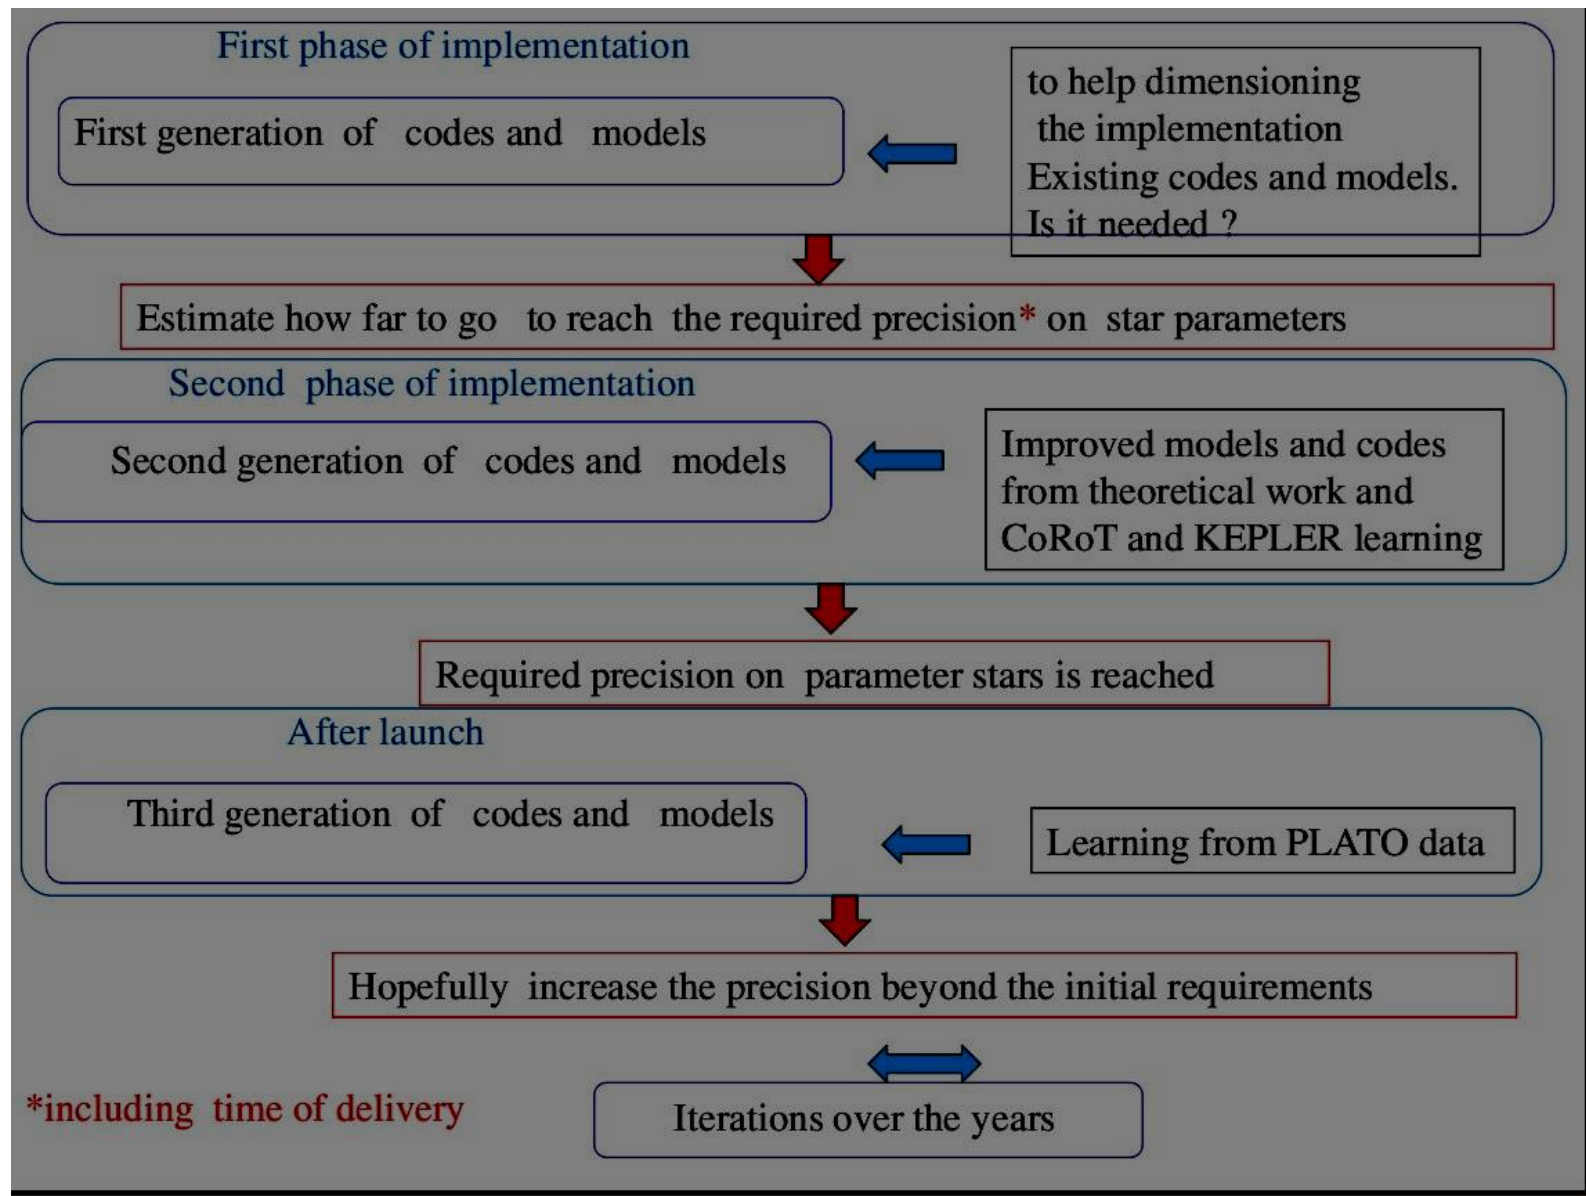 First phase of implementation
First generation of codes and models
to help dimensioning
the implementation
Existing codes and models.
Is it needed ?
Estimate how far to go to reach the required precision* on star parameters
Second phase of implementation
Second generation of codes and models
Improved models and codes
from theoretical work and
CoRoT and KEPLER learning
Required precision on parameter stars is reached
After launch
Third generation of codes and models
Learning from PLATO data
Hopefully increase the precision beyond the initial requirements
*including time of delivery
Iterations over the years